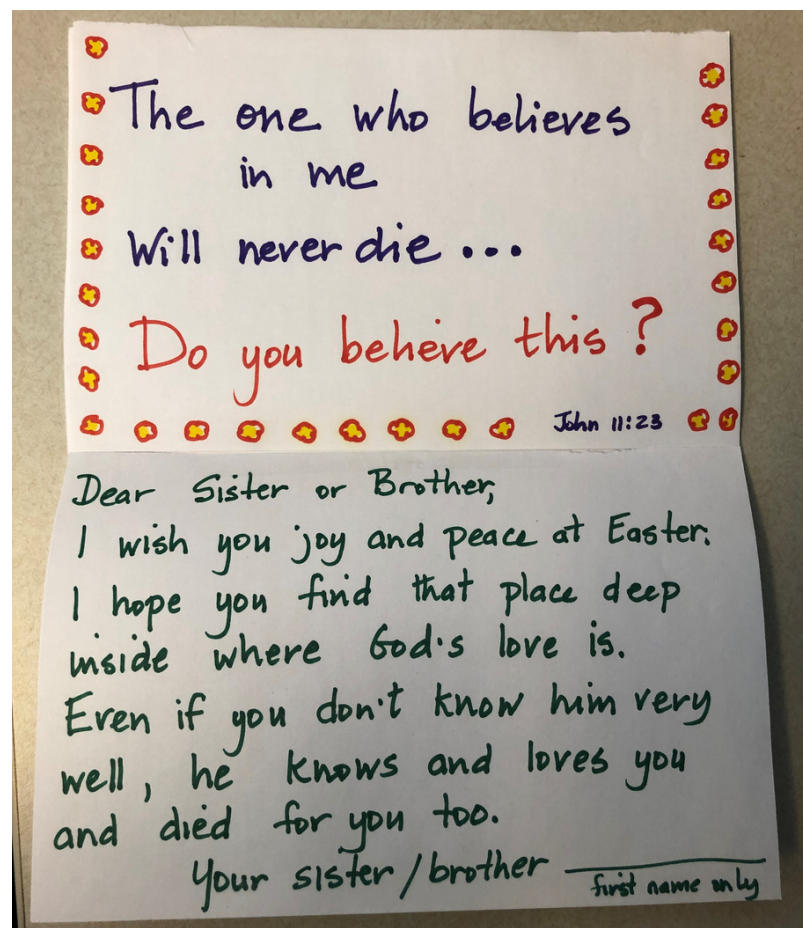 The one who believes
in me
Will never die...
Do you believe this?
John 11:23
Dear Sister or Brother,
I wish you joy and peace at Easter.
I hope you find that place deep
inside where God's love is.
Even if you don't know him very
well, he knows and loves you
and died for you too.
Your sister/brother
first name only